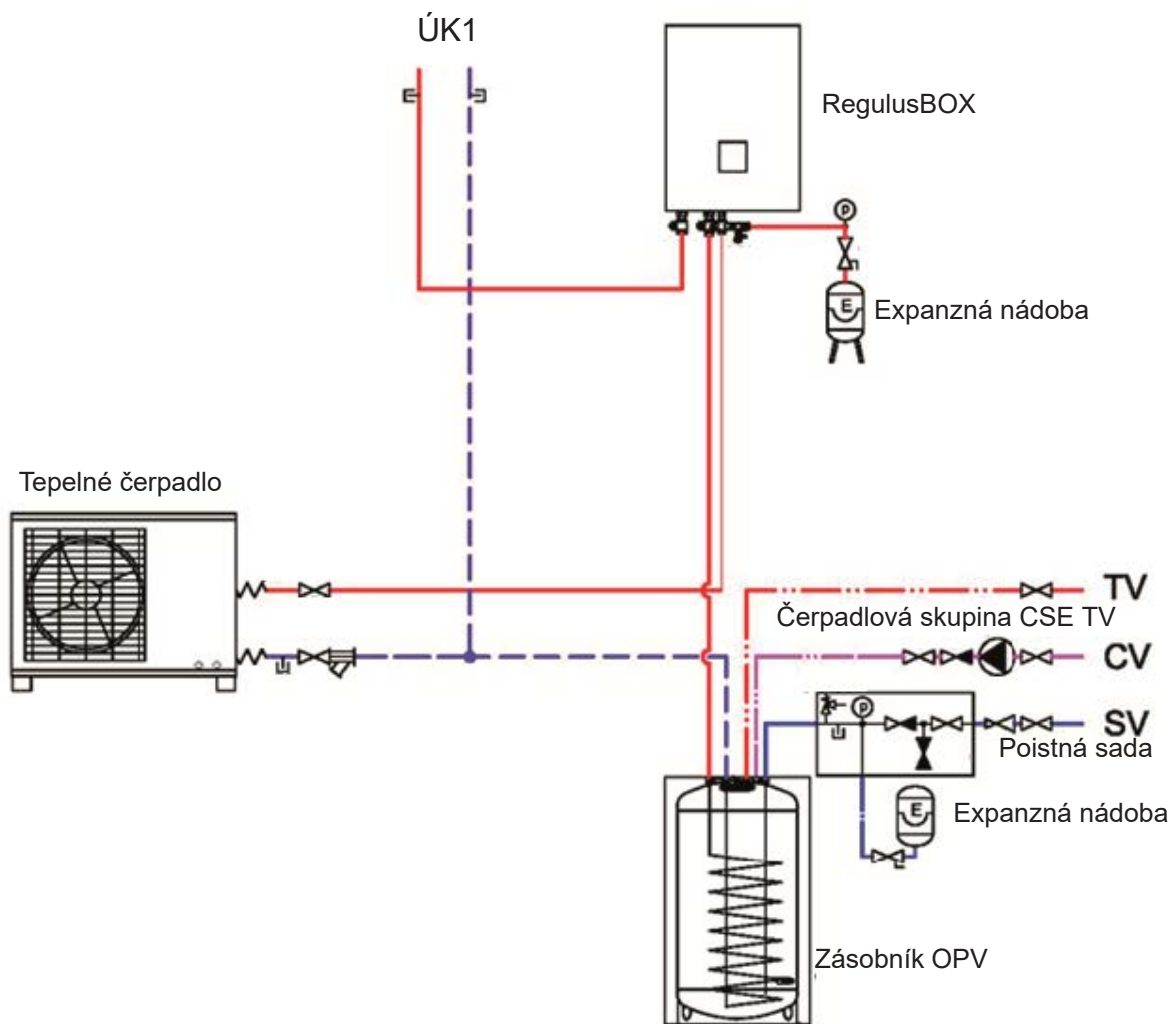 ÚK1
RegulusBOX
p
E
Expanzná nádoba
Tepelné čerpadlo
TV
Čerpadlová skupina CSE TV
CV
p
SV
Poistná sada
E
Expanzná nádoba
Zásobník OPV